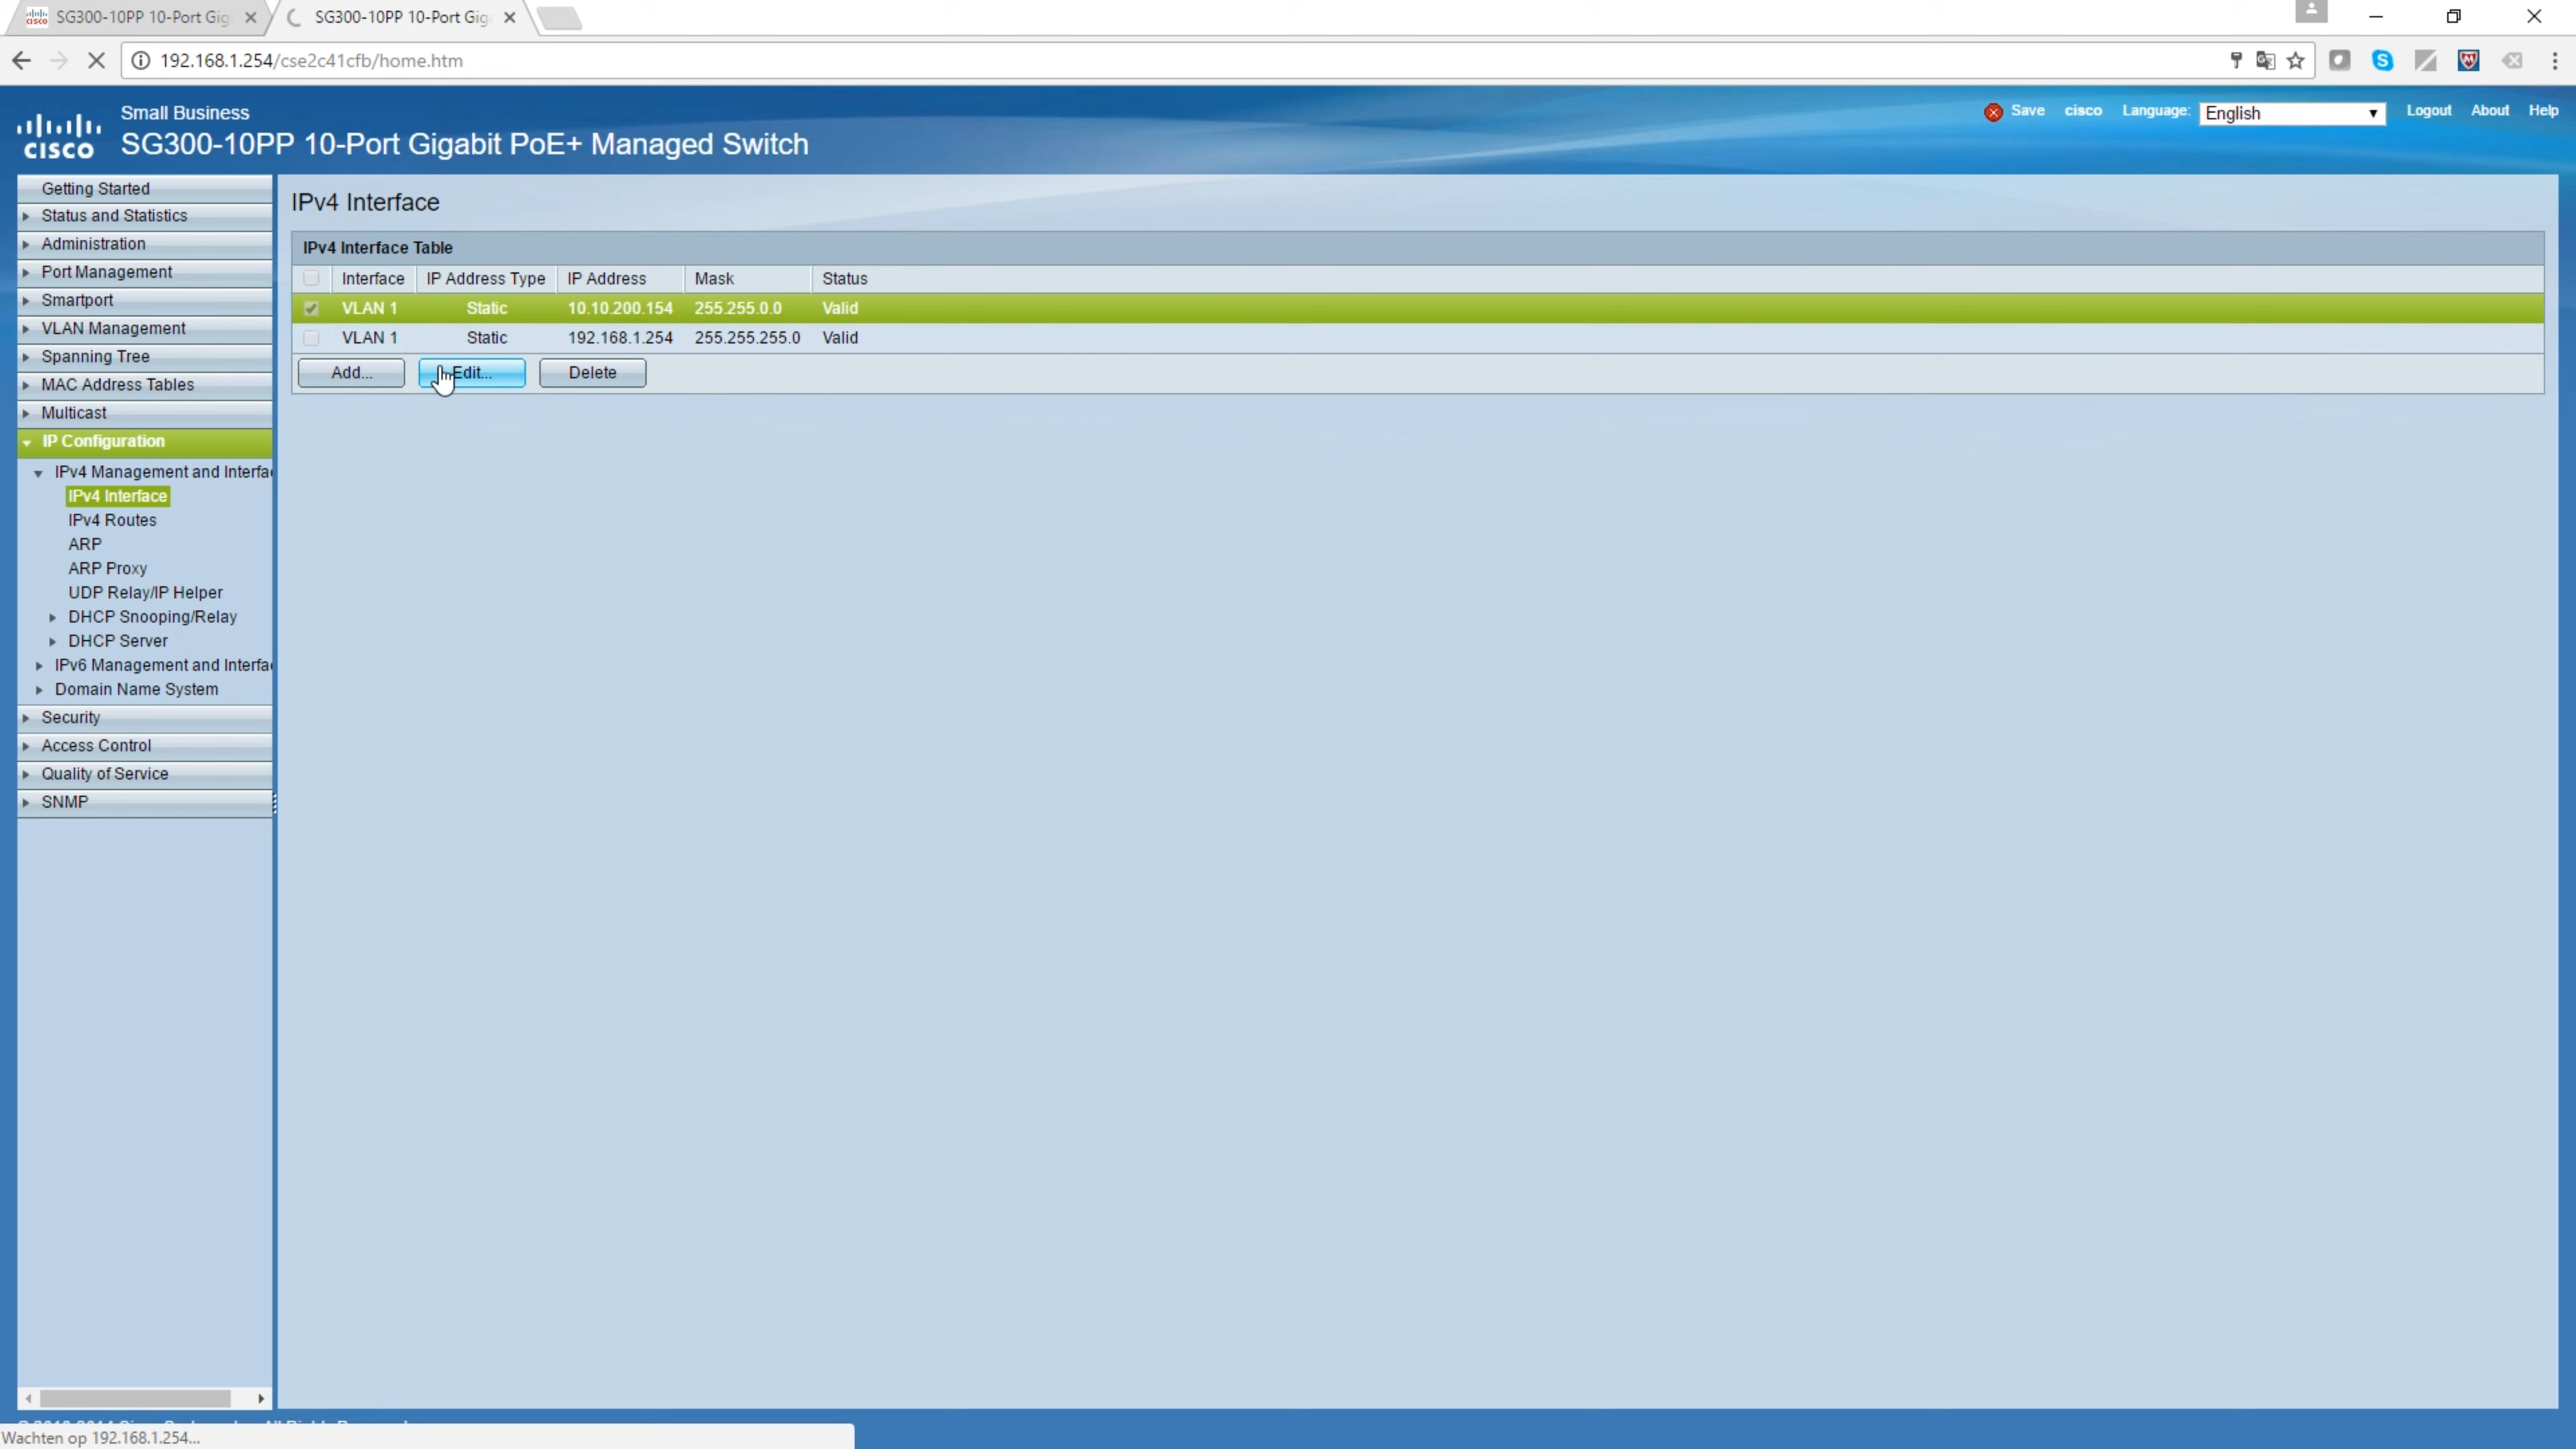 SG300-10PP 10-Port Gig
SG300-10PP 10-Port Gig
192.168.1.254/cse2c41cfb/home.htm
Small Business
CISCO
SG300-10PP 10-Port Gigabit PoE+ Managed Switch
Save cisco Language: English Logout About Help
Getting Started
Status and Statistics
Administration
Port Management
Smartport
VLAN Management
Spanning Tree
MAC Address Tables
Multicast
IP Configuration
IPv4 Management and Interfa
IPv4 Interface
IPv4 Routes
ARP
ARP Proxy
UDP Relay/IP Helper
DHCP Snooping/Relay
DHCP Server
IPv6 Management and Interfa
Domain Name System
Security
Access Control
Quality of Service
SNMP
IPv4 Interface
IPv4 Interface Table
Interface IP Address Type IP Address Mask Status
VLAN 1 Static 10.10.200.154 255.255.0.0 Valid
VLAN 1 Static 192.168.1.254 255.255.255.0 Valid
Add... Edit... Delete
Wachten op 192.168.1.254...